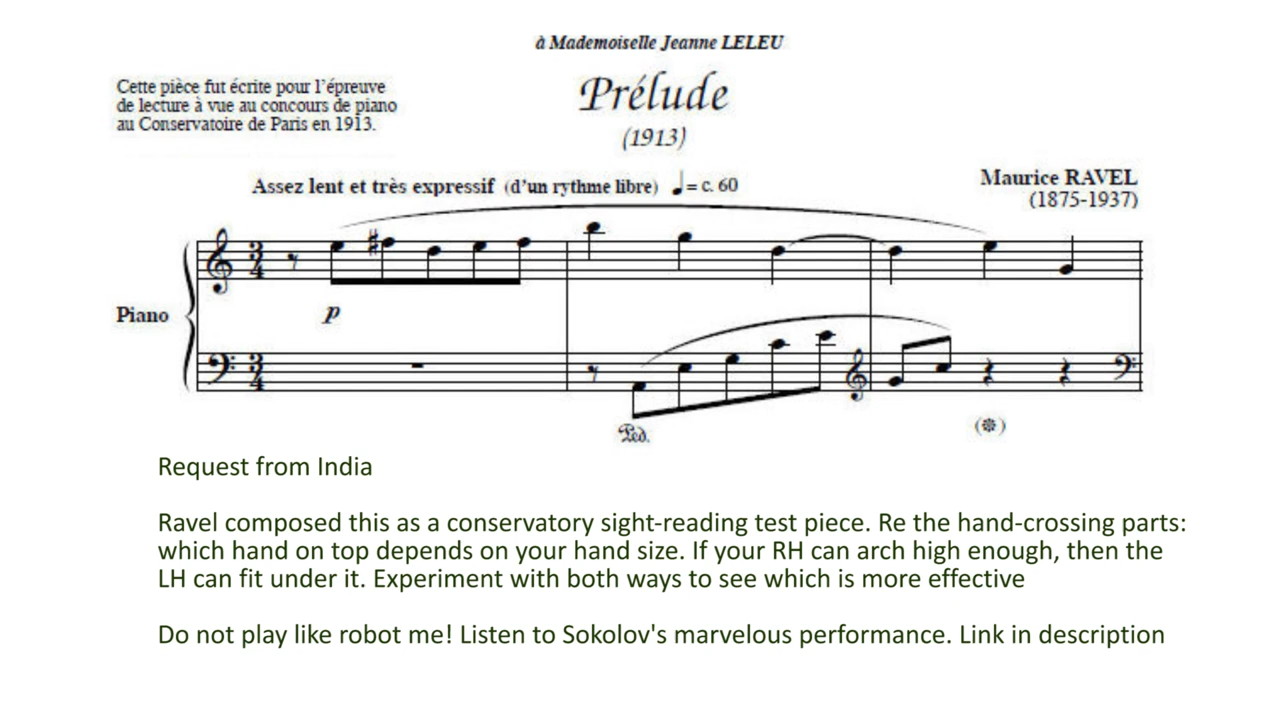 à Mademoiselle Jeanne LELEU
Cette pièce fut écrite pour l'épreuve
de lecture à vue au concours de piano
au Conservatoire de Paris en 1913.
Prélude
(1913)
Assez lent et très expressif (d'un rythme libre) ♩= c. 60
Maurice RAVEL
(1875-1937)
Piano
p
Ped.
Request from India
Ravel composed this as a conservatory sight-reading test piece. Re the hand-crossing parts:
which hand on top depends on your hand size. If your RH can arch high enough, then the
LH can fit under it. Experiment with both ways to see which is more effective
Do not play like robot me! Listen to Sokolov's marvelous performance. Link in description